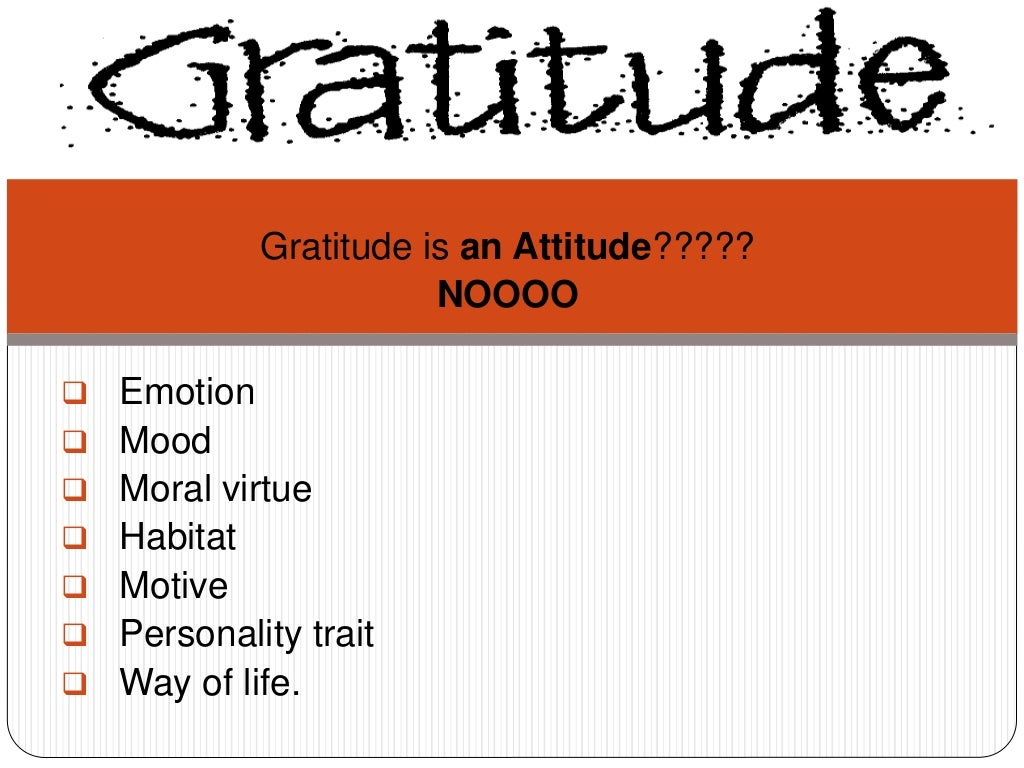 Gratitude
Gratitude is an Attitude?????
NOOOO
Emotion
Mood
Moral virtue
Habitat
Motive
Personality trait
Way of life.